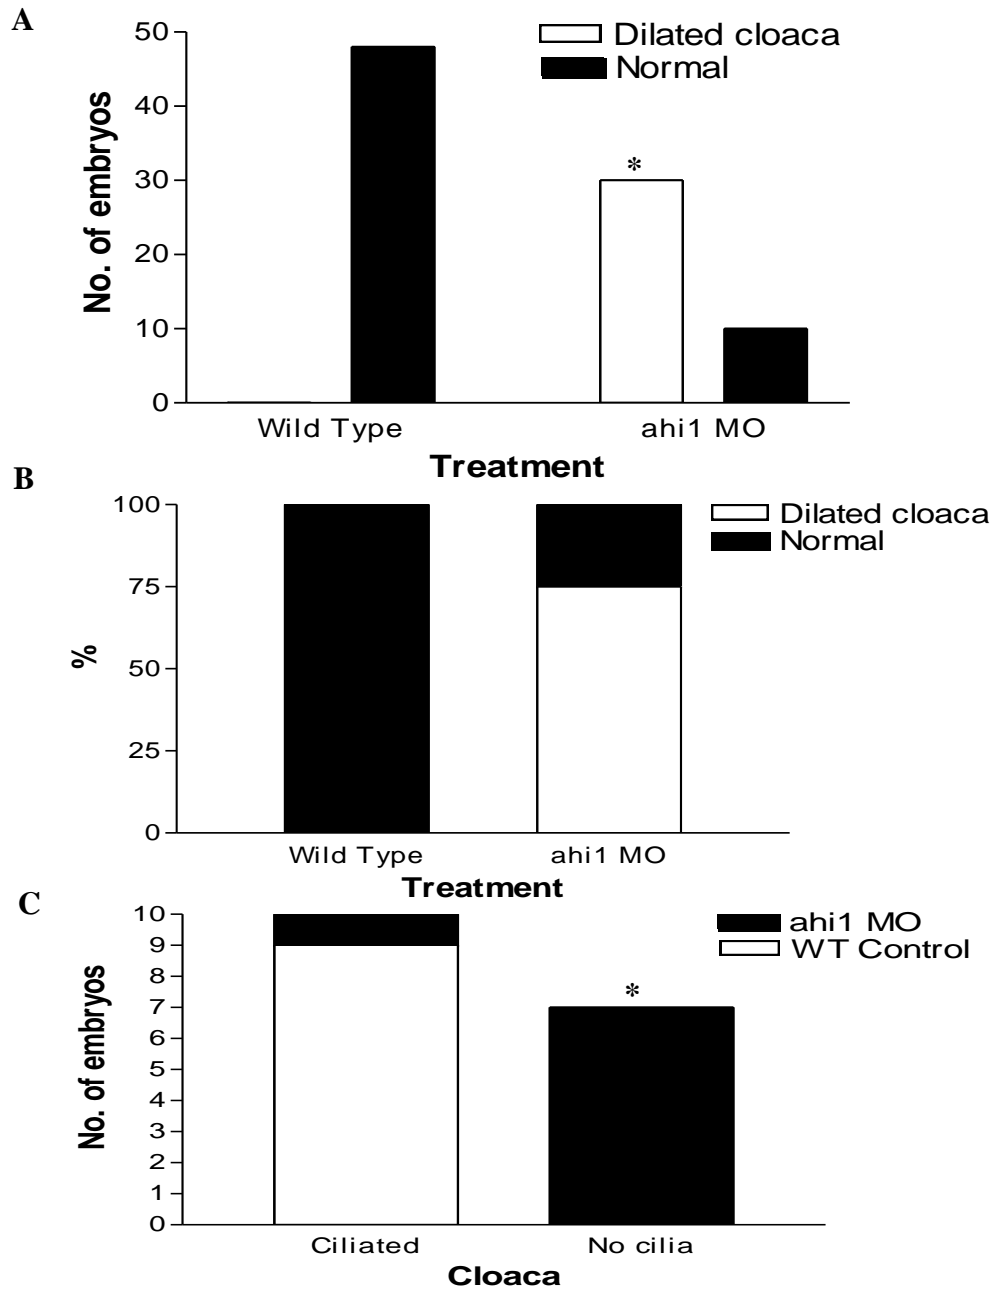 A
50
40
30
20
10
0
No. of embryos
Dilated cloaca
Normal
*
Wild Type
ahi1 MO
Treatment
B
100
75
50
25
0
%
Dilated cloaca
Normal
Wild Type
ahi1 MO
Treatment
C
10
9
8
7
6
5
4
3
2
1
0
No. of embryos
ahi1 MO
WT Control
*
Ciliated
No cilia
Cloaca